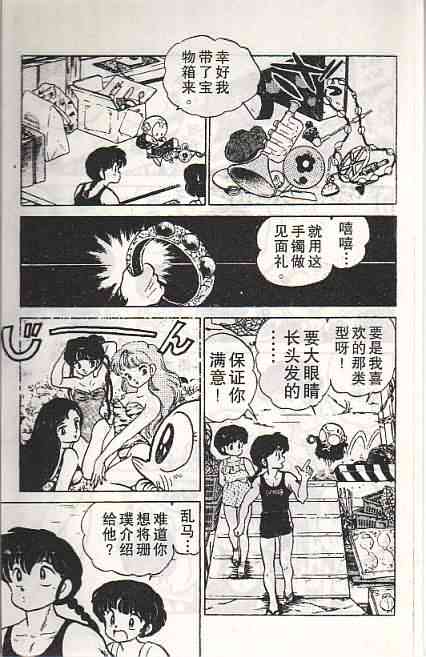 幸好我
带了宝
物箱来。
嘻嘻…
就用这
手镯做
见面礼。
要是我喜
欢的那类
型呀！
要大眼睛
长头发的
……
保证你
满意！
じーーん
乱马…
难道你
想将珊
璞介绍
给他？